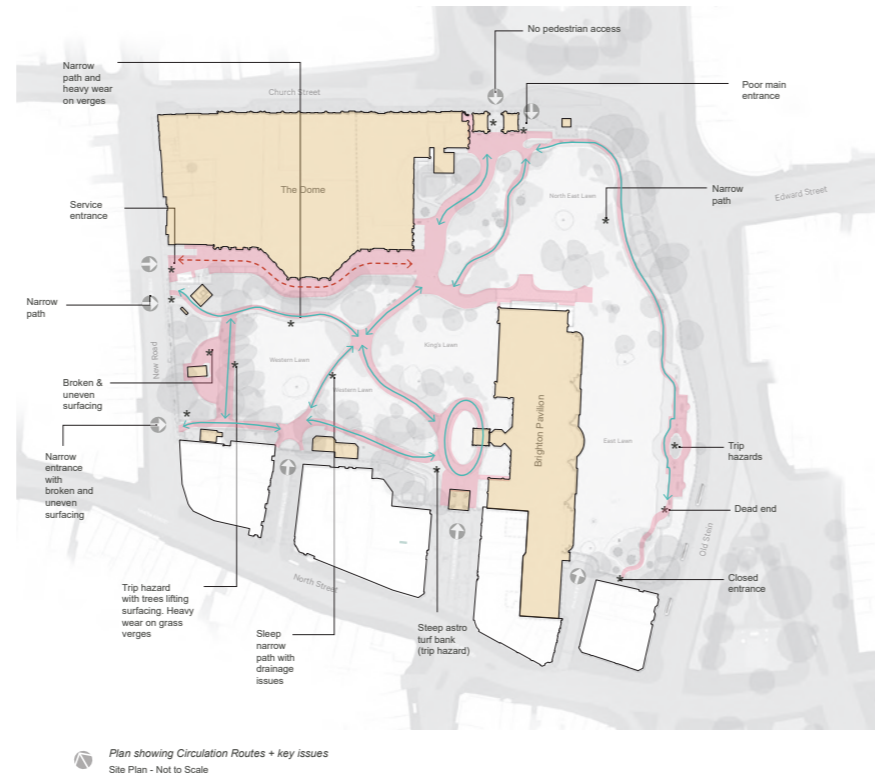 No pedestrian access
Narrow
path and
heavy wear
on verges
Church Street
Poor main
entrance
The Dome
North East Lawn
Narrow
path
Edward Street
Service
entrance
Narrow
path
King's Lawn
New Road
Western Lawn
Western Lawn
Broken &
uneven
surfacing
Brighton Pavilion
East Lawn
Trip
hazards
Narrow
entrance
with
broken and
uneven
surfacing
Dead end
Old Stein
Closed
entrance
North Street
Trip hazard
with trees lifting
surfacing. Heavy
wear on grass
verges
Sleep
narrow
path with
drainage
issues
Steep astro
turf bank
(trip hazard)
Plan showing Circulation Routes + key issues
Site Plan - Not to Scale